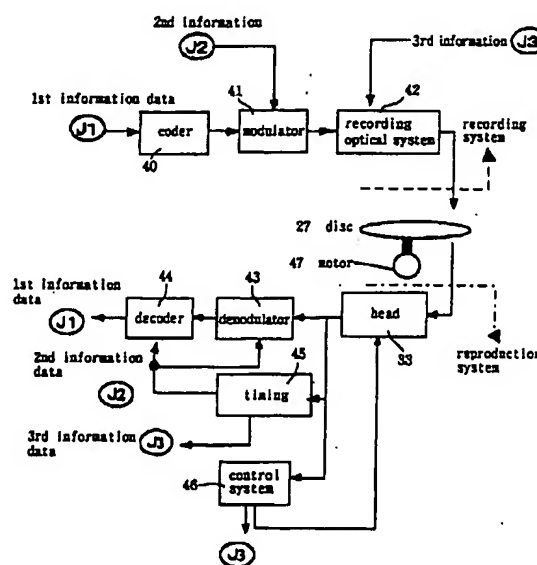 2nd information
J2
3rd information J3
1st information data
J1
41
42
coder
modulator
recording
optical system
recording
system
40
27 disc
47 motor
1st information
data
44
43
decoder
demodulator
head
J1
33
reproduction
system
2nd information
data
45
J2
timing
3rd information
data
J3
control
system
46
J3